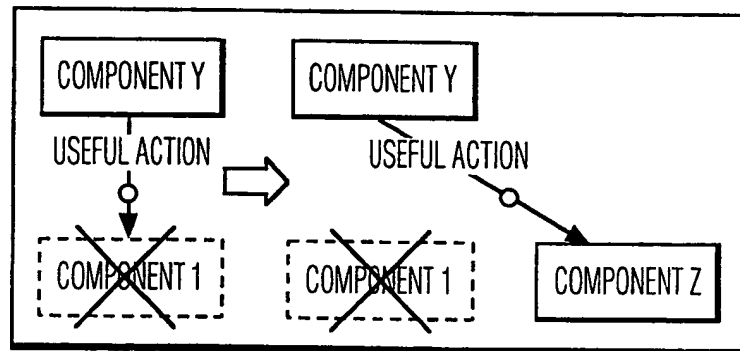 COMPONENT Y
USEFUL ACTION
COMPONENT 1
COMPONENT Y
USEFUL ACTION
COMPONENT 1
COMPONENT Z